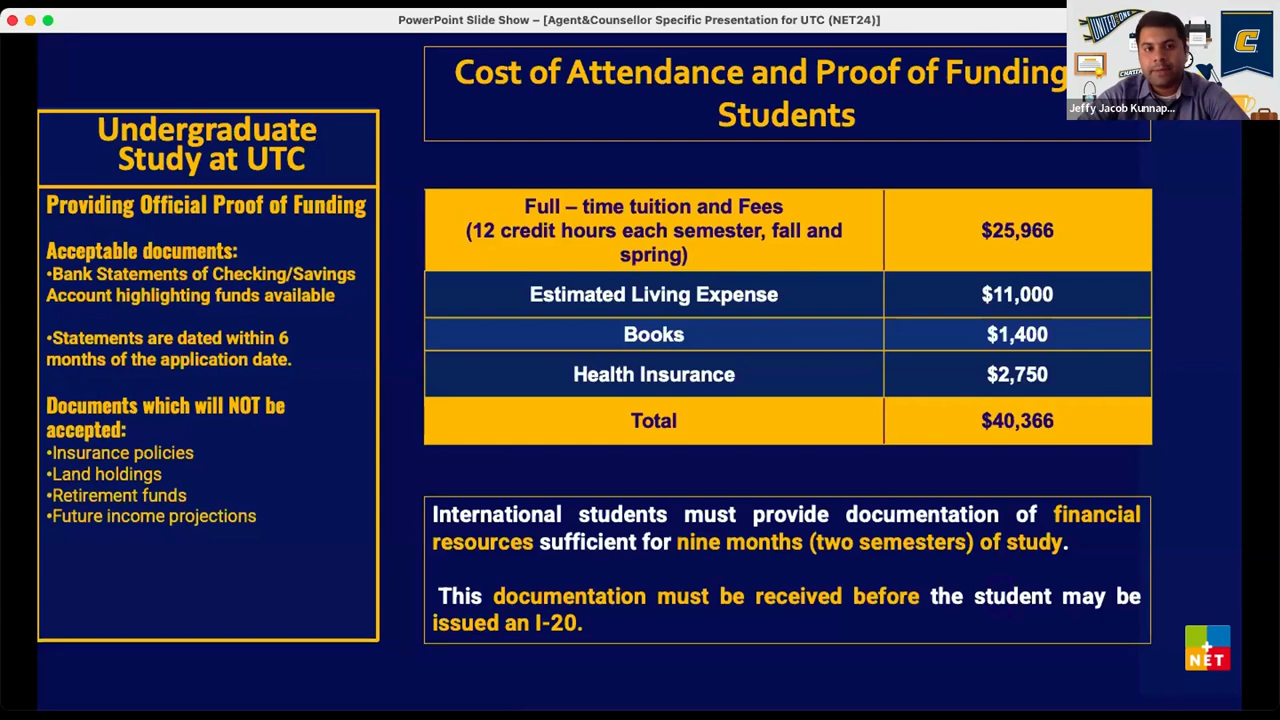 PowerPoint Slide Show – [Agent&Counsellor Specific Presentation for UTC (NET24)]
UNITED ONE
C
Jeffy Jacob Kunnap...
Cost of Attendance and Proof of Funding
Students
Undergraduate
Study at UTC
Providing Official Proof of Funding
Acceptable documents:
•Bank Statements of Checking/Savings
Account highlighting funds available
•Statements are dated within 6
months of the application date.
Documents which will NOT be
accepted:
•Insurance policies
•Land holdings
•Retirement funds
•Future income projections
Full – time tuition and Fees
(12 credit hours each semester, fall and
spring)
$25,966
Estimated Living Expense
$11,000
Books
$1,400
Health Insurance
$2,750
Total
$40,366
International students must provide documentation of financial
resources sufficient for nine months (two semesters) of study.
This documentation must be received before the student may be
issued an I-20.
NET